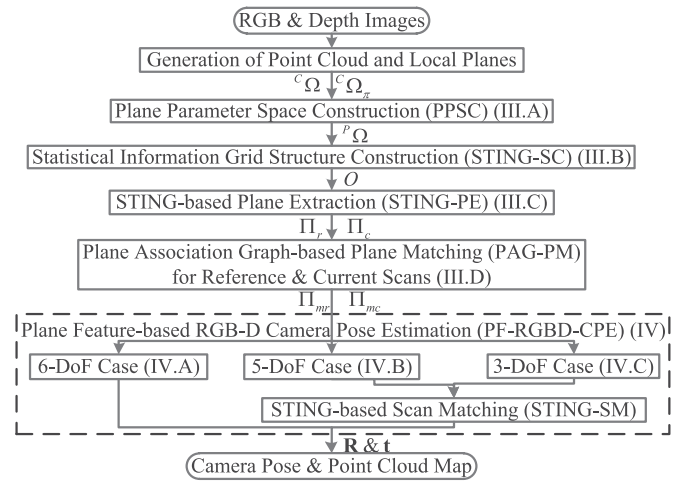 RGB & Depth Images
Generation of Point Cloud and Local Planes
ᶜΩ ᶜΩπ
Plane Parameter Space Construction (PPSC) (III.A)
ᴾΩ
Statistical Information Grid Structure Construction (STING-SC) (III.B)
O
STING-based Plane Extraction (STING-PE) (III.C)
Πr Πc
Plane Association Graph-based Plane Matching (PAG-PM)
for Reference & Current Scans (III.D)
Πmr Πmc
Plane Feature-based RGB-D Camera Pose Estimation (PF-RGBD-CPE) (IV)
6-DoF Case (IV.A) 5-DoF Case (IV.B) 3-DoF Case (IV.C)
STING-based Scan Matching (STING-SM)
R & t
Camera Pose & Point Cloud Map